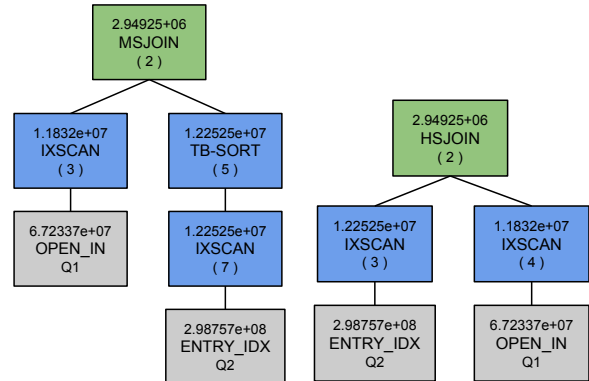 2.94925+06
MSJOIN
( 2 )
1.1832e+07
IXSCAN
( 3 )
1.22525e+07
TB-SORT
( 5 )
6.72337e+07
OPEN_IN
Q1
1.22525e+07
IXSCAN
( 7 )
2.98757e+08
ENTRY_IDX
Q2
2.94925+06
HSJOIN
( 2 )
1.22525e+07
IXSCAN
( 3 )
1.1832e+07
IXSCAN
( 4 )
2.98757e+08
ENTRY_IDX
Q2
6.72337e+07
OPEN_IN
Q1